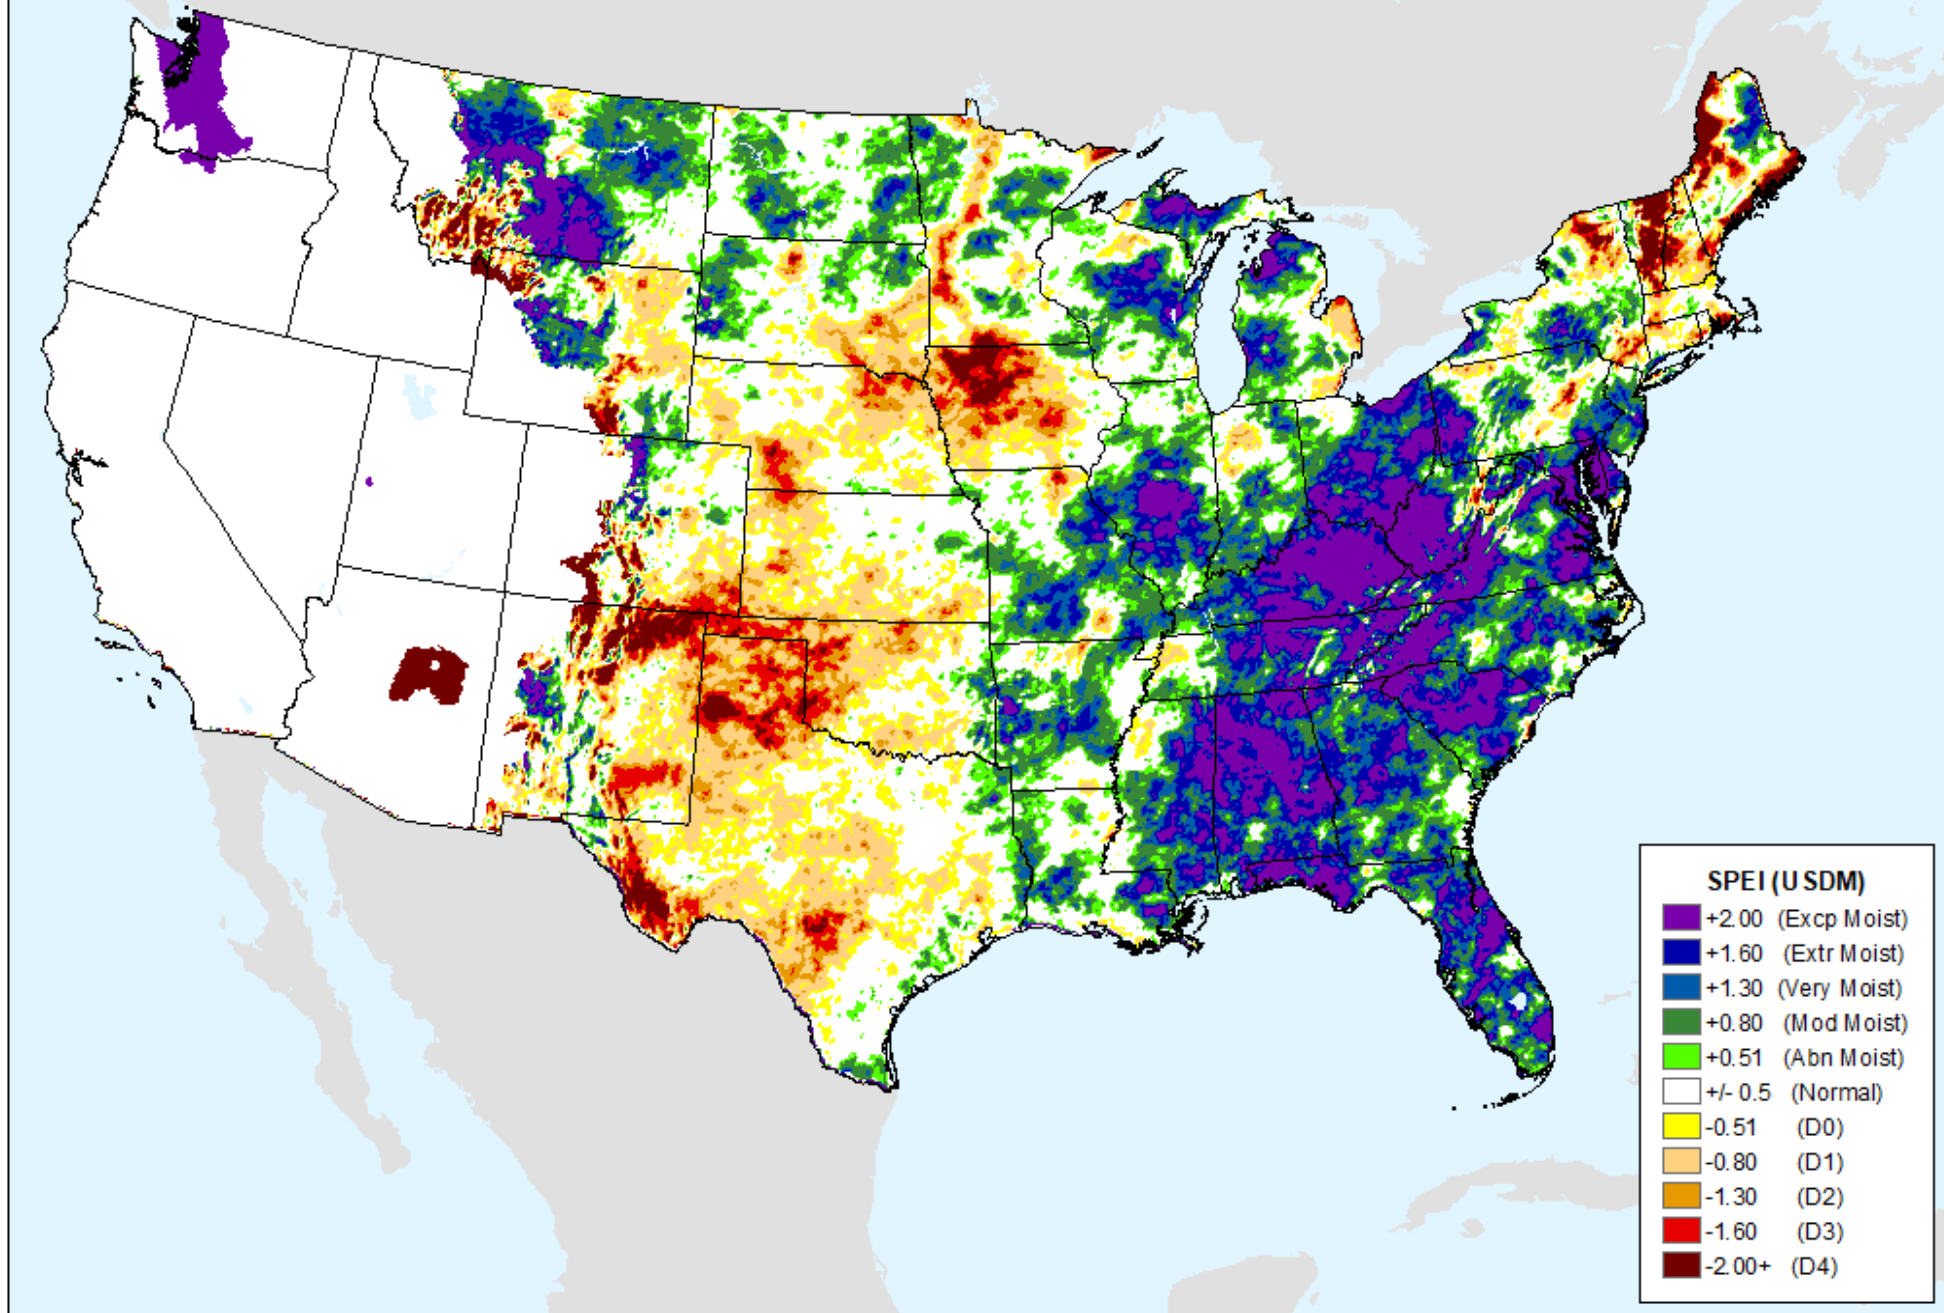 SPEI (USDM)
+2.00 (Excp Moist)
+1.60 (Extr Moist)
+1.30 (Very Moist)
+0.80 (Mod Moist)
+0.51 (Abn Moist)
+/- 0.5 (Normal)
-0.51 (D0)
-0.80 (D1)
-1.30 (D2)
-1.60 (D3)
-2.00+ (D4)